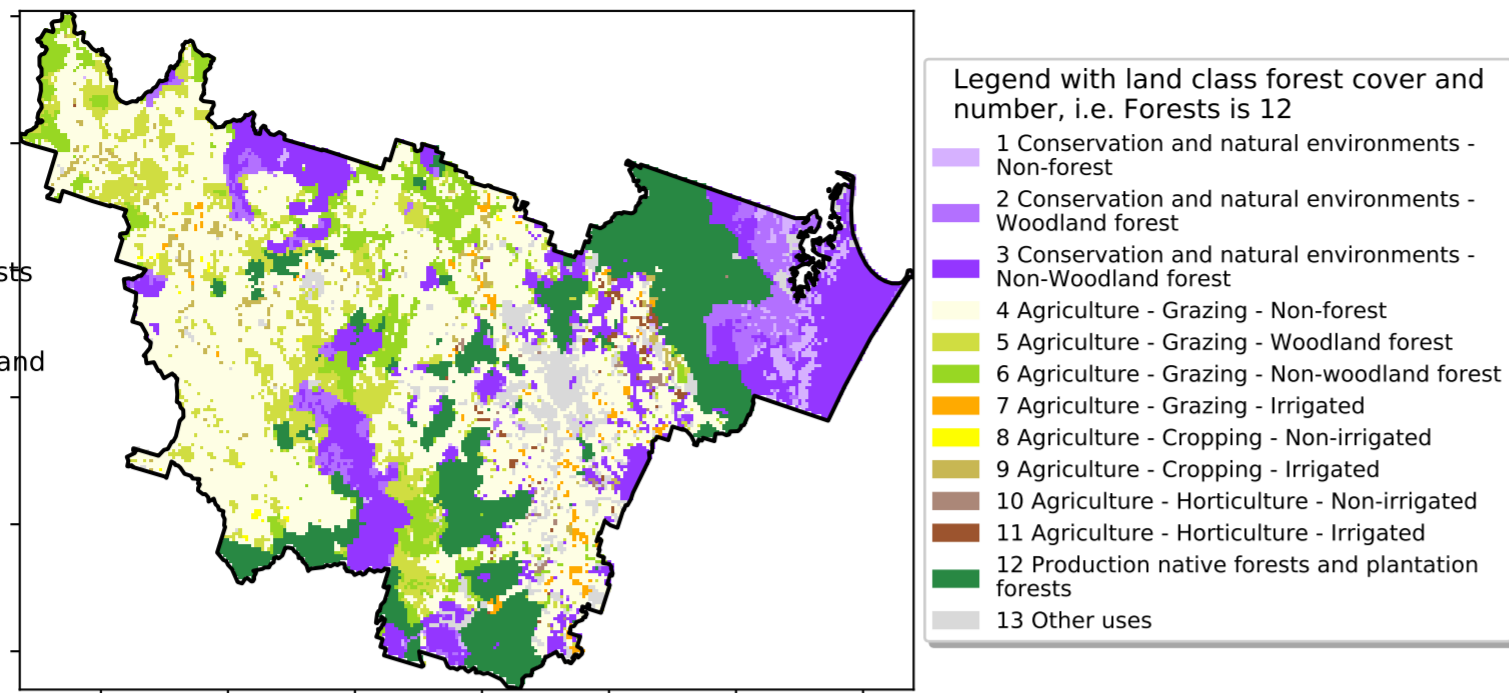 Legend with land class forest cover and
number, i.e. Forests is 12
1 Conservation and natural environments -
Non-forest
2 Conservation and natural environments -
Woodland forest
3 Conservation and natural environments -
Non-Woodland forest
4 Agriculture - Grazing - Non-forest
5 Agriculture - Grazing - Woodland forest
6 Agriculture - Grazing - Non-woodland forest
7 Agriculture - Grazing - Irrigated
8 Agriculture - Cropping - Non-irrigated
9 Agriculture - Cropping - Irrigated
10 Agriculture - Horticulture - Non-irrigated
11 Agriculture - Horticulture - Irrigated
12 Production native forests and plantation
forests
13 Other uses
sts
and